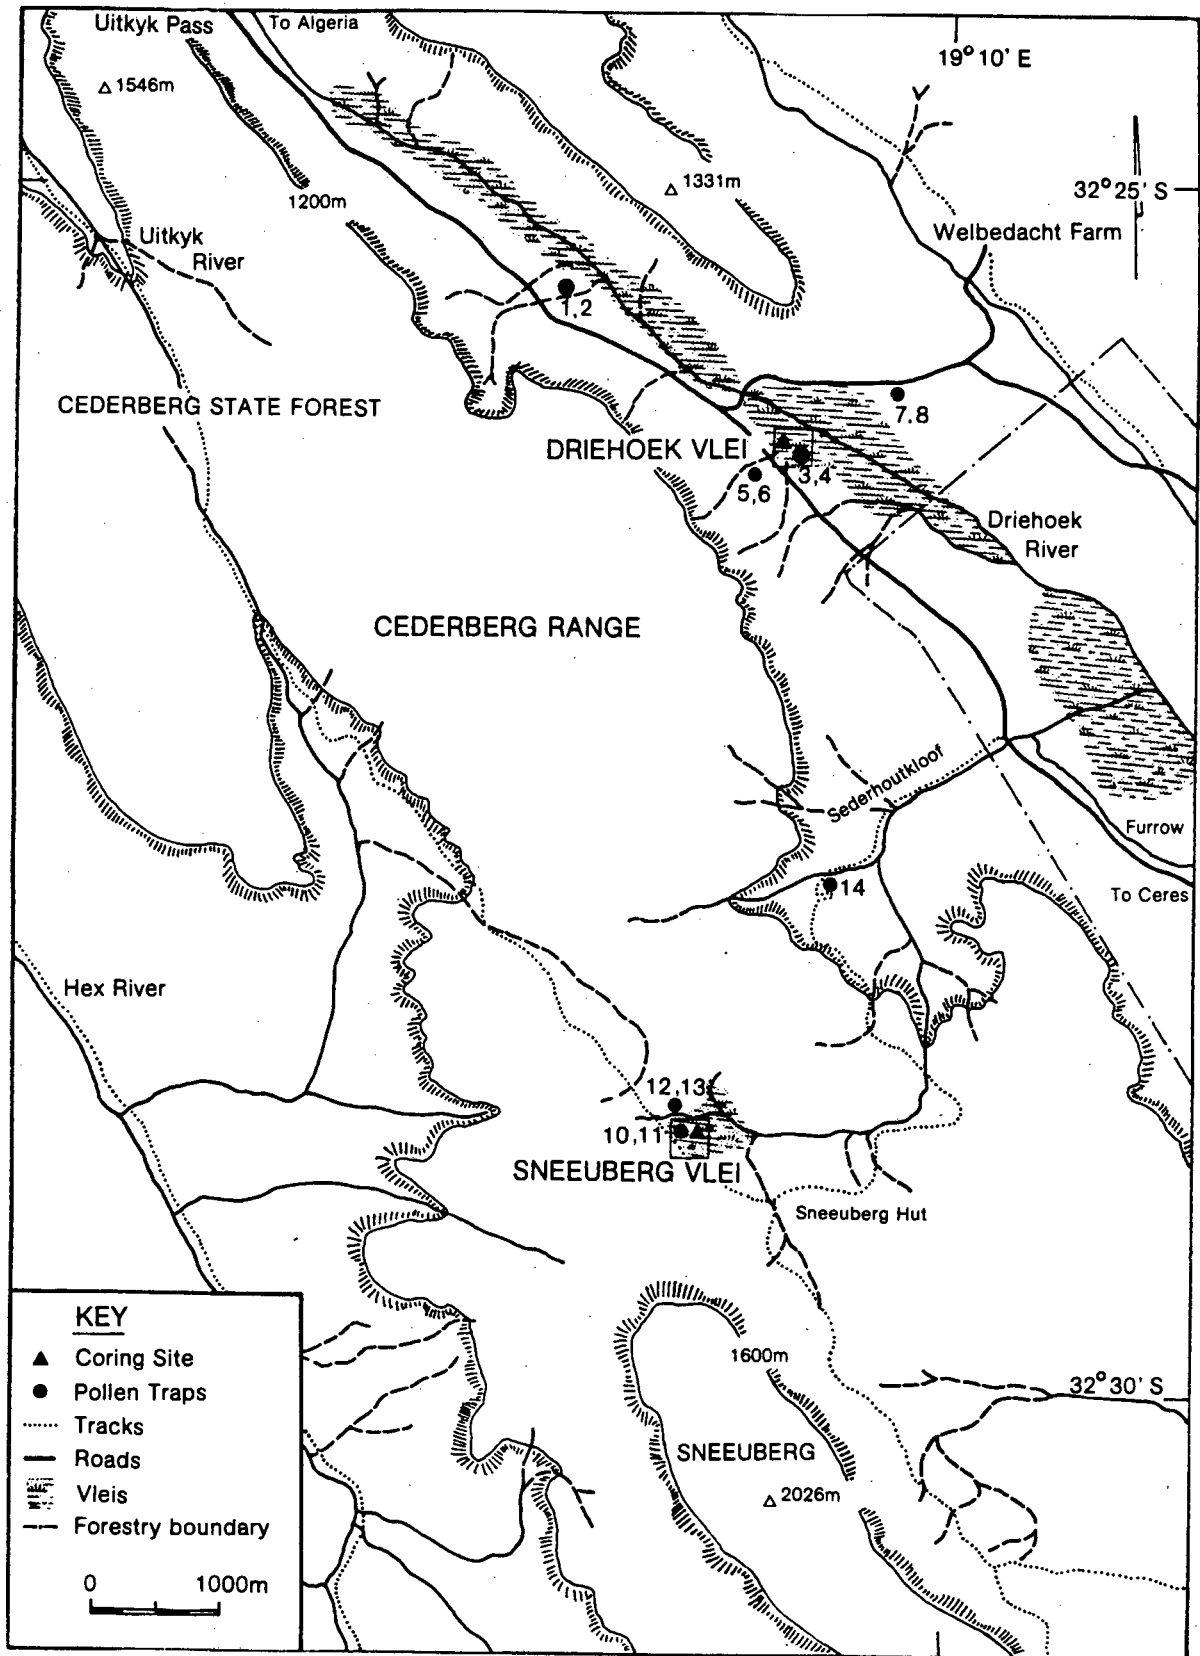 Uitkyk Pass
To Algeria
19° 10' E
1546m
1331m
32° 25' S
1200m
Welbedacht Farm
Uitkyk
River
1,2
CEDERBERG STATE FOREST
7,8
DRIEHOEK VLEI
3,4
5,6
Driehoek
River
CEDERBERG RANGE
Sederhoutkloof
Furrow
14
To Ceres
Hex River
12,13
10,11
SNEEUBERG VLEI
Sneeuberg Hut
1600m
32° 30' S
SNEEUBERG
2026m
KEY
Coring Site
Pollen Traps
Tracks
Roads
Vleis
Forestry boundary
0 1000m